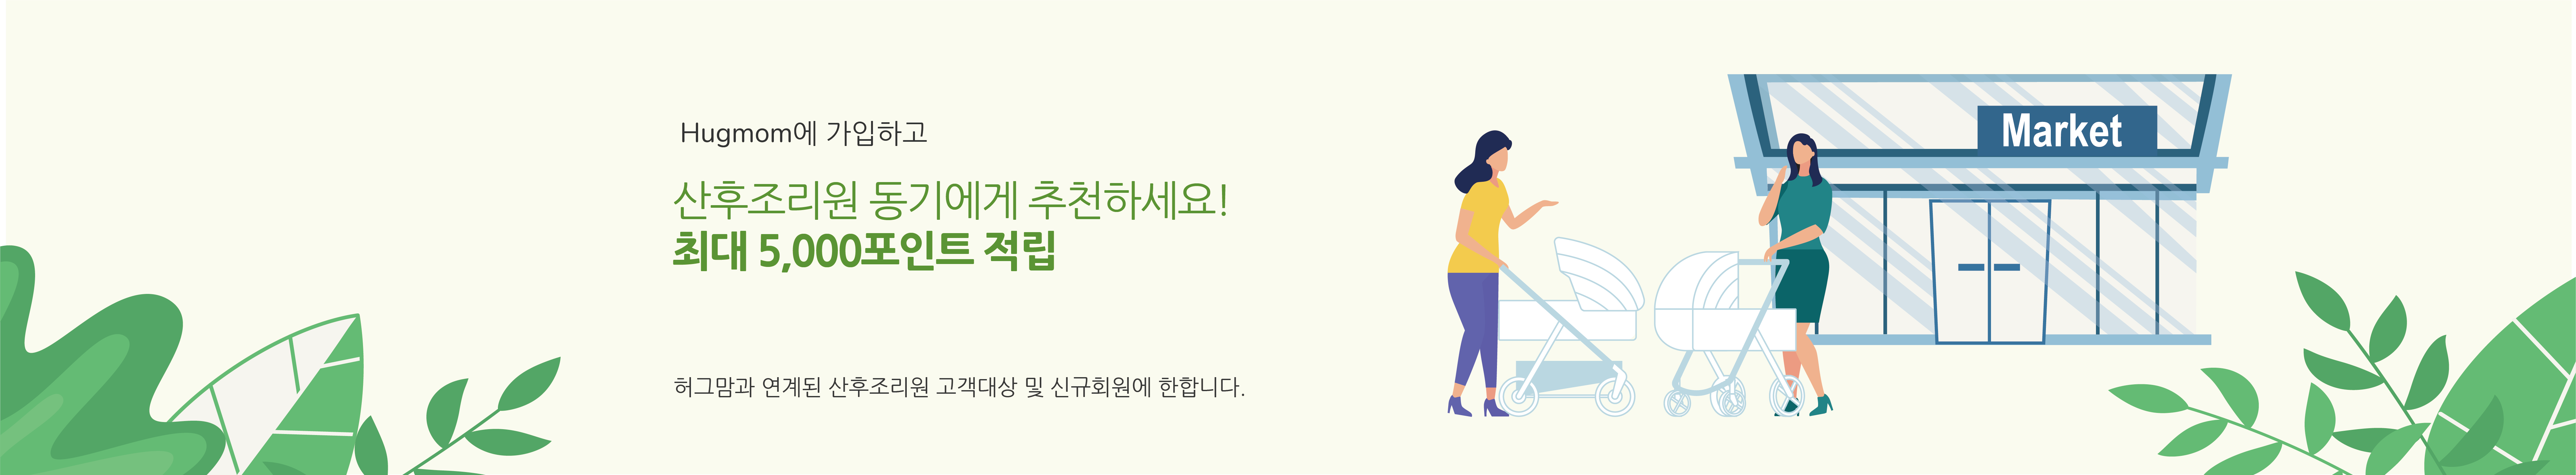 Hugmom에 가입하고
산후조리원 동기에게 추천하세요!
최대 5,000포인트 적립
허그맘과 연계된 산후조리원 고객대상 및 신규회원에 한합니다.
Market